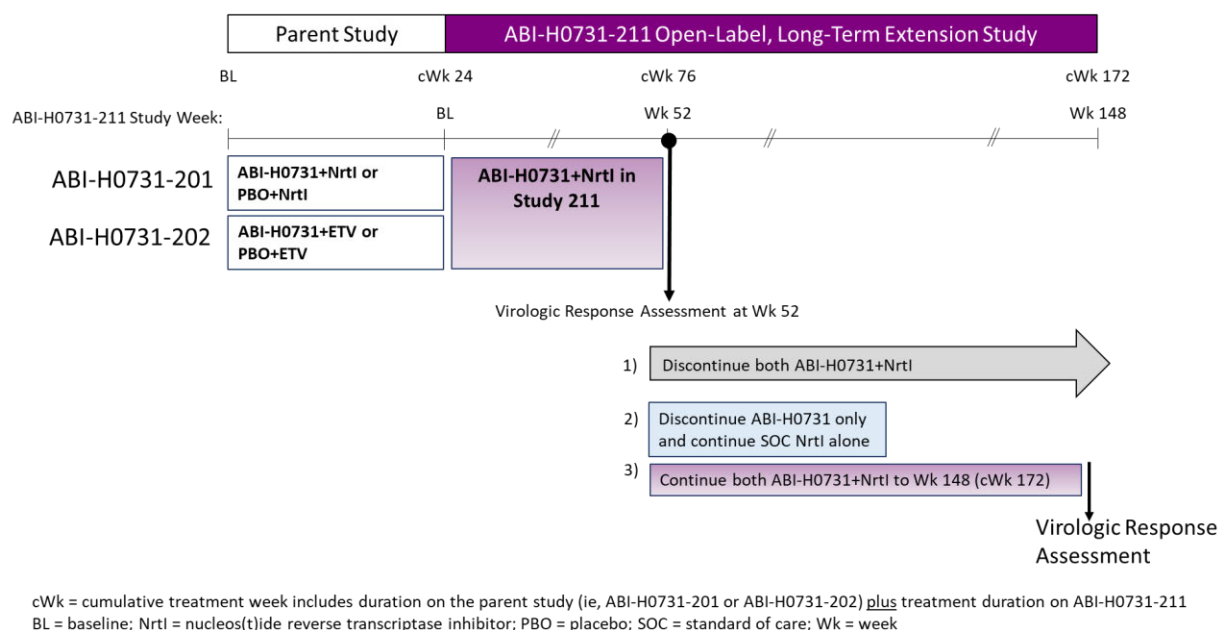 Parent Study
ABI-H0731-211 Open-Label, Long-Term Extension Study
BL
cWk 24
cWk 76
cWk 172
ABI-H0731-211 Study Week:
BL
Wk 52
Wk 148
ABI-H0731-201
ABI-H0731+NrtI or
PBO+NrtI
ABI-H0731+NrtI in
Study 211
ABI-H0731-202
ABI-H0731+ETV or
PBO+ETV
Virologic Response Assessment at Wk 52
1) Discontinue both ABI-H0731+NrtI
2) Discontinue ABI-H0731 only
and continue SOC NrtI alone
3) Continue both ABI-H0731+NrtI to Wk 148 (cWk 172)
Virologic Response
Assessment
cWk = cumulative treatment week includes duration on the parent study (ie, ABI-H0731-201 or ABI-H0731-202) plus treatment duration on ABI-H0731-211
BL = baseline; NrtI = nucleos(t)ide reverse transcriptase inhibitor; PBO = placebo; SOC = standard of care; Wk = week